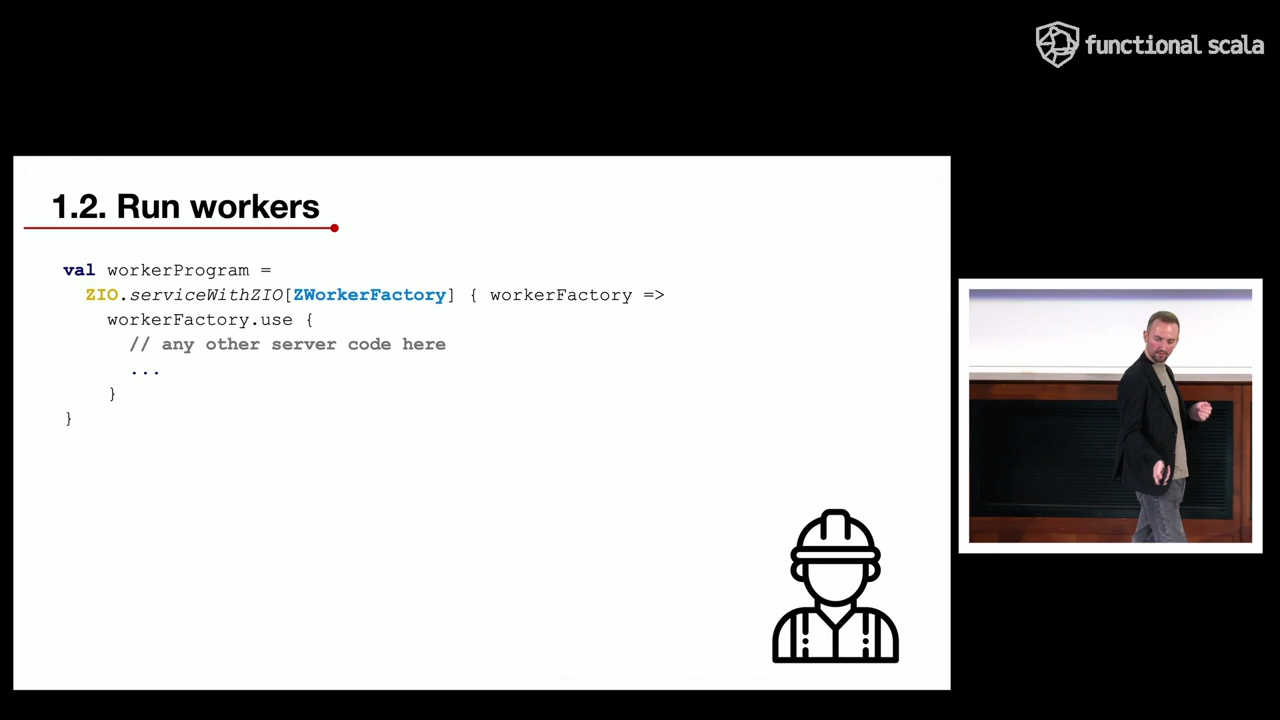 functional scala
1.2. Run workers
val workerProgram =
ZIO.serviceWithZIO[ZWorkerFactory] { workerFactory =>
workerFactory.use {
// any other server code here
...
}
}